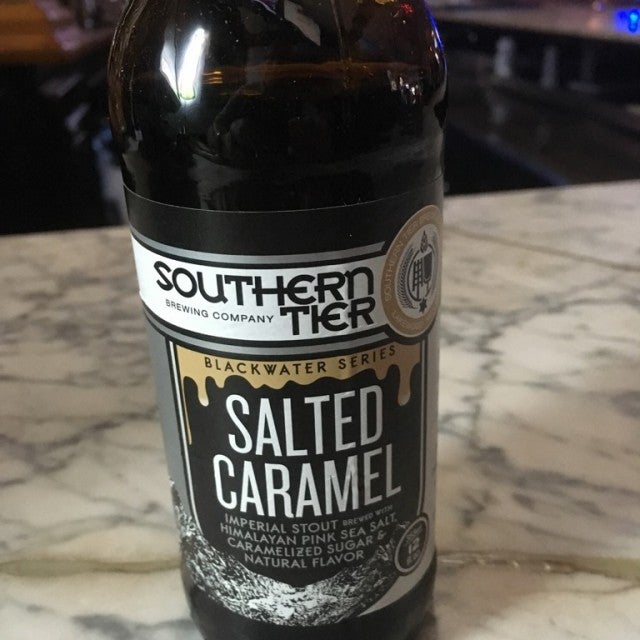 SOUTHERN
BREWING COMPANY
TIER
BLACKWATER SERIES
SALTED
CARAMEL
IMPERIAL STOUT BREWED WITH
HIMALAYAN PINK SEA SALT,
CARAMELIZED SUGAR &
NATURAL FLAVOR